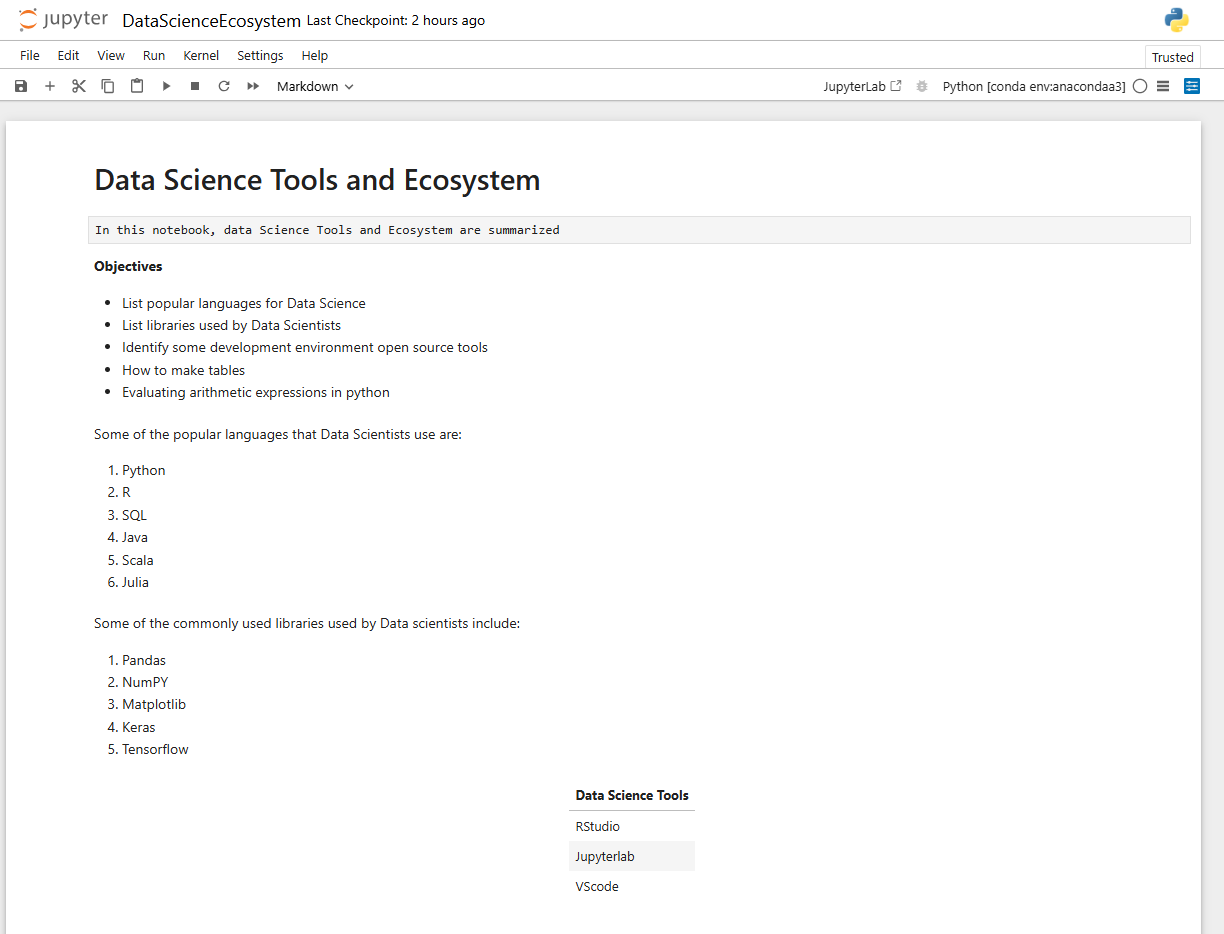 jupyter DataScienceEcosystem Last Checkpoint: 2 hours ago
File Edit View Run Kernel Settings Help
Trusted
Markdown
JupyterLab
Python [conda env:anacondaa3]
Data Science Tools and Ecosystem
In this notebook, data Science Tools and Ecosystem are summarized
Objectives
• List popular languages for Data Science
• List libraries used by Data Scientists
• Identify some development environment open source tools
• How to make tables
• Evaluating arithmetic expressions in python
Some of the popular languages that Data Scientists use are:
1. Python
2. R
3. SQL
4. Java
5. Scala
6. Julia
Some of the commonly used libraries used by Data scientists include:
1. Pandas
2. NumPY
3. Matplotlib
4. Keras
5. Tensorflow
Data Science Tools
RStudio
Jupyterlab
VScode